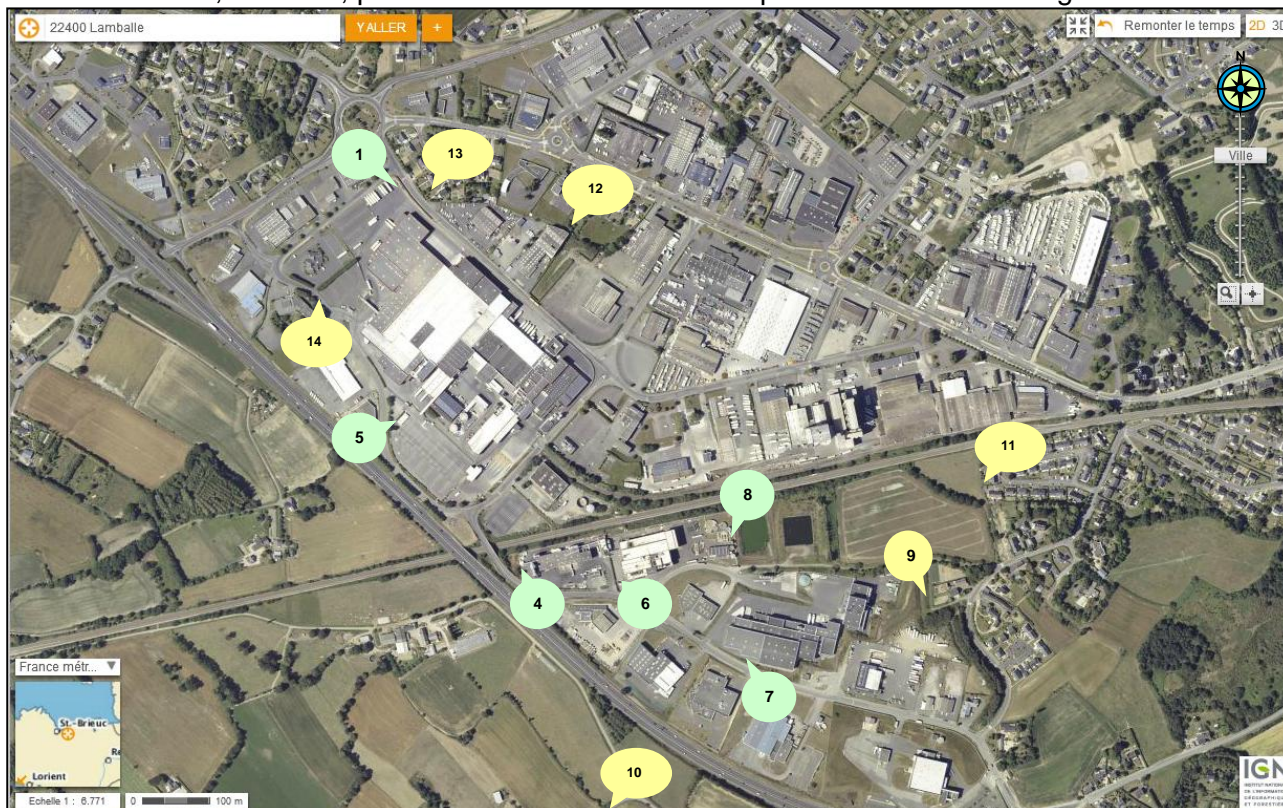 22400 Lamballe
Y ALLER
+
Remonter le temps
2D 3D
N
Ville
1
13
12
14
5
11
8
9
4
6
7
10
France métr...
St.-Brieuc
Lorient
Echelle 1 : 6.771
0
100 m
IGN